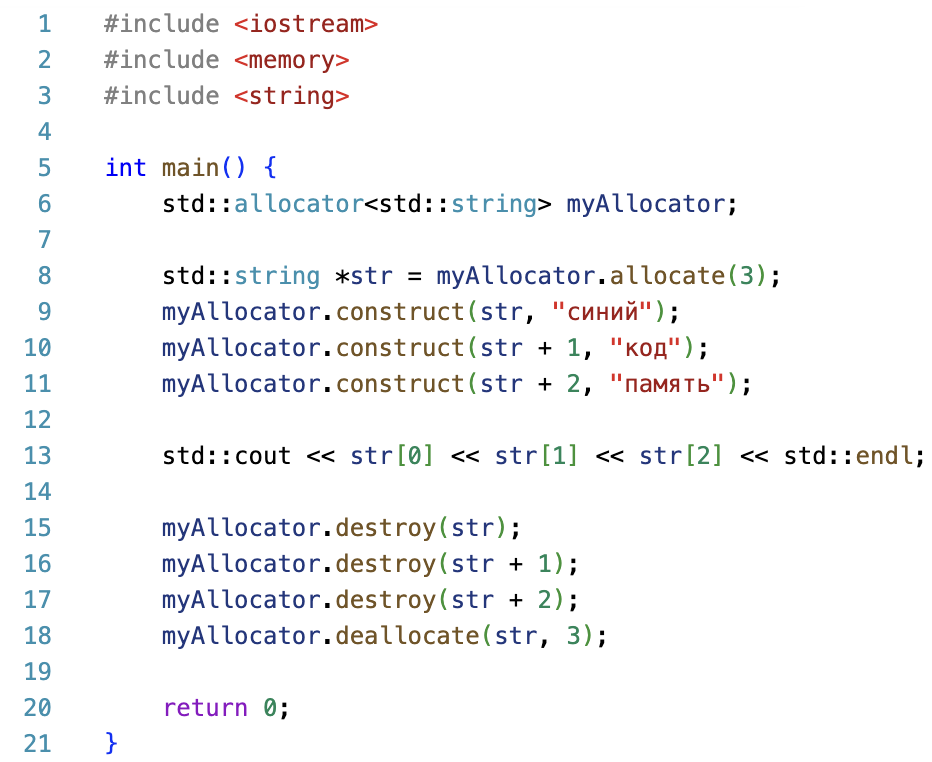 1 #include <iostream>
2 #include <memory>
3 #include <string>
4
5 int main() {
6     std::allocator<std::string> myAllocator;
7
8     std::string *str = myAllocator.allocate(3);
9     myAllocator.construct(str, "синий");
10     myAllocator.construct(str + 1, "код");
11     myAllocator.construct(str + 2, "память");
12
13     std::cout << str[0] << str[1] << str[2] << std::endl;
14
15     myAllocator.destroy(str);
16     myAllocator.destroy(str + 1);
17     myAllocator.destroy(str + 2);
18     myAllocator.deallocate(str, 3);
19
20     return 0;
21 }